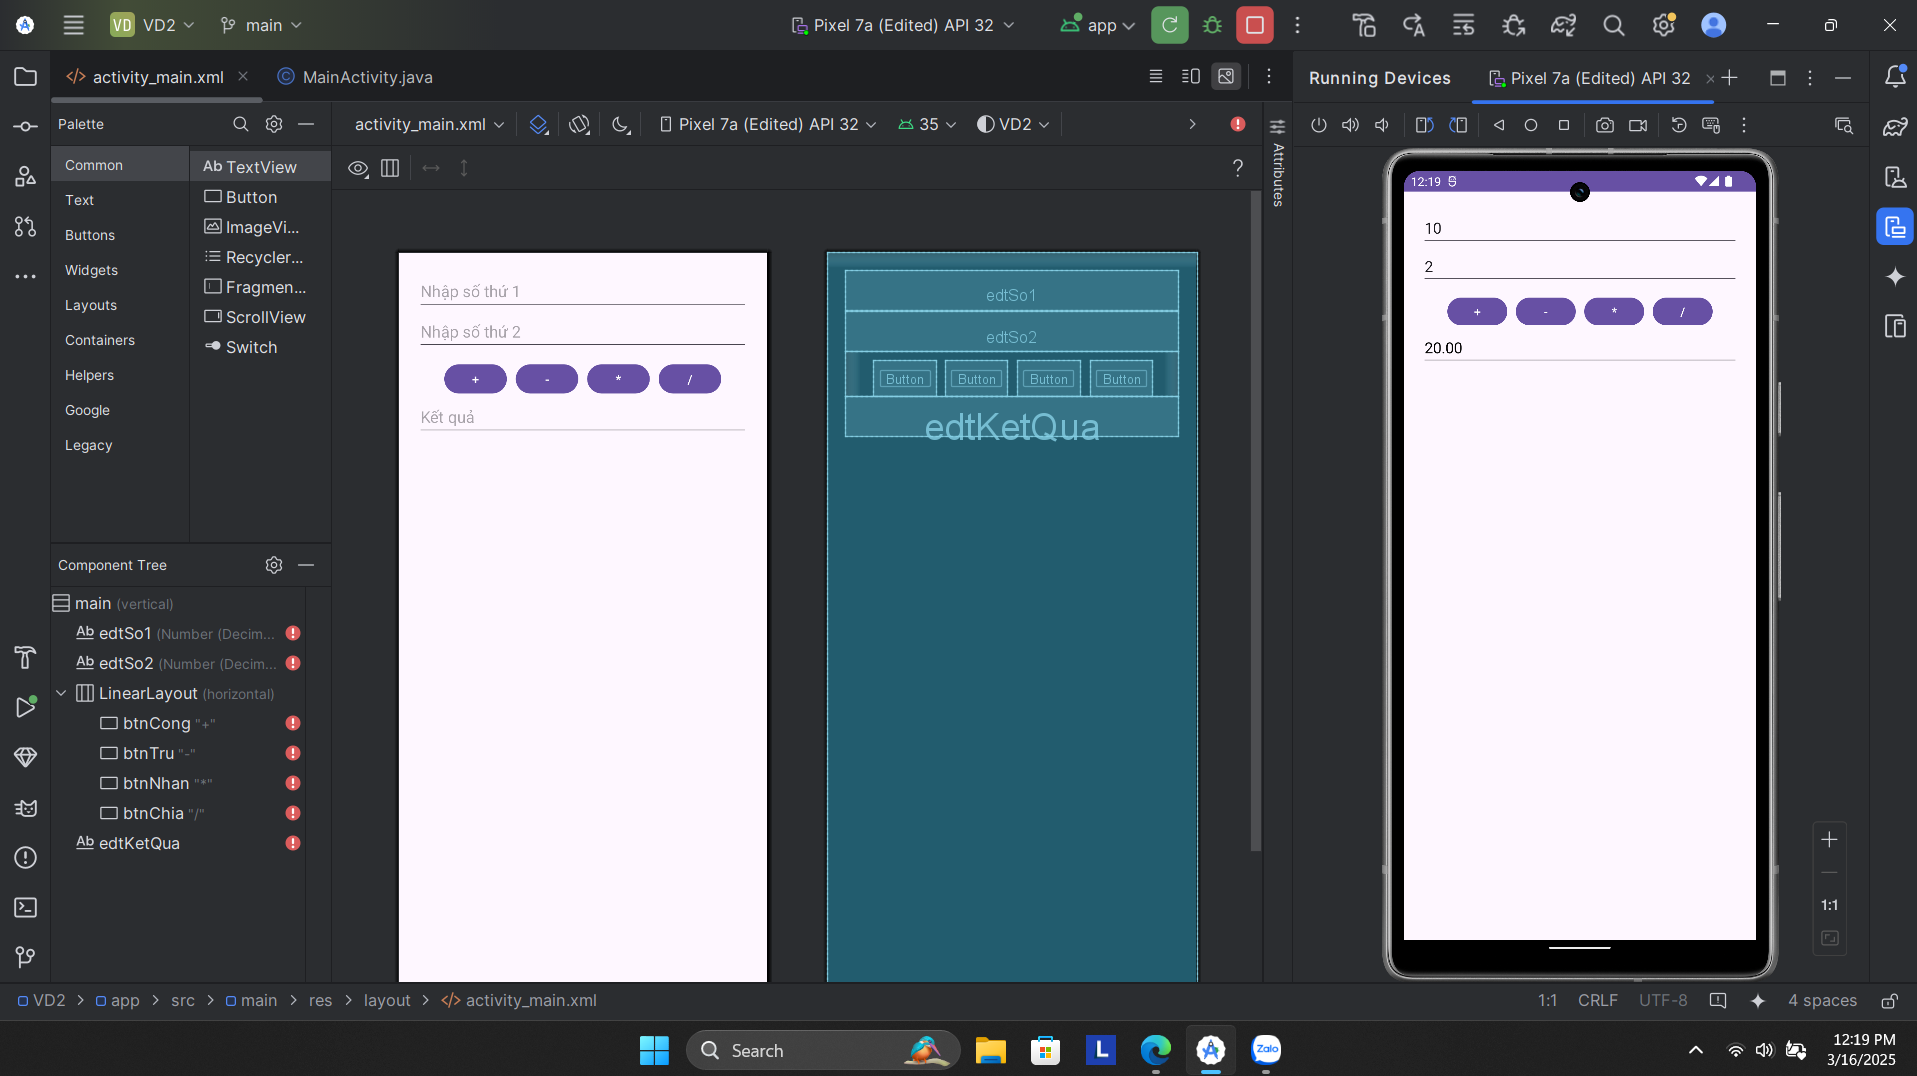 VD VD2 main Pixel 7a (Edited) API 32 app
activity_main.xml MainActivity.java Running Devices Pixel 7a (Edited) API 32
Palette activity_main.xml Pixel 7a (Edited) API 32 35 VD2
Common
Text
Buttons
Widgets
Layouts
Containers
Helpers
Google
Legacy
Ab TextView
Button
ImageVi...
Recycler...
Fragmen...
ScrollView
Switch
?
Attributes
Nhập số thứ 1
Nhập số thứ 2
+ - * /
Kết quả
edtSo1
edtSo2
Button Button Button Button
edtKetQua
12:19
10
2
+ - * /
20.00
1:1
Component Tree
main (vertical)
Ab edtSo1 (Number (Decim...
Ab edtSo2 (Number (Decim...
LinearLayout (horizontal)
btnCong "+"
btnTru "-"
btnNhan "*"
btnChia "/"
Ab edtKetQua
VD2 > app > src > main > res > layout > </> activity_main.xml 1:1 CRLF UTF-8 4 spaces
Search L Zalo
12:19 PM
3/16/2025